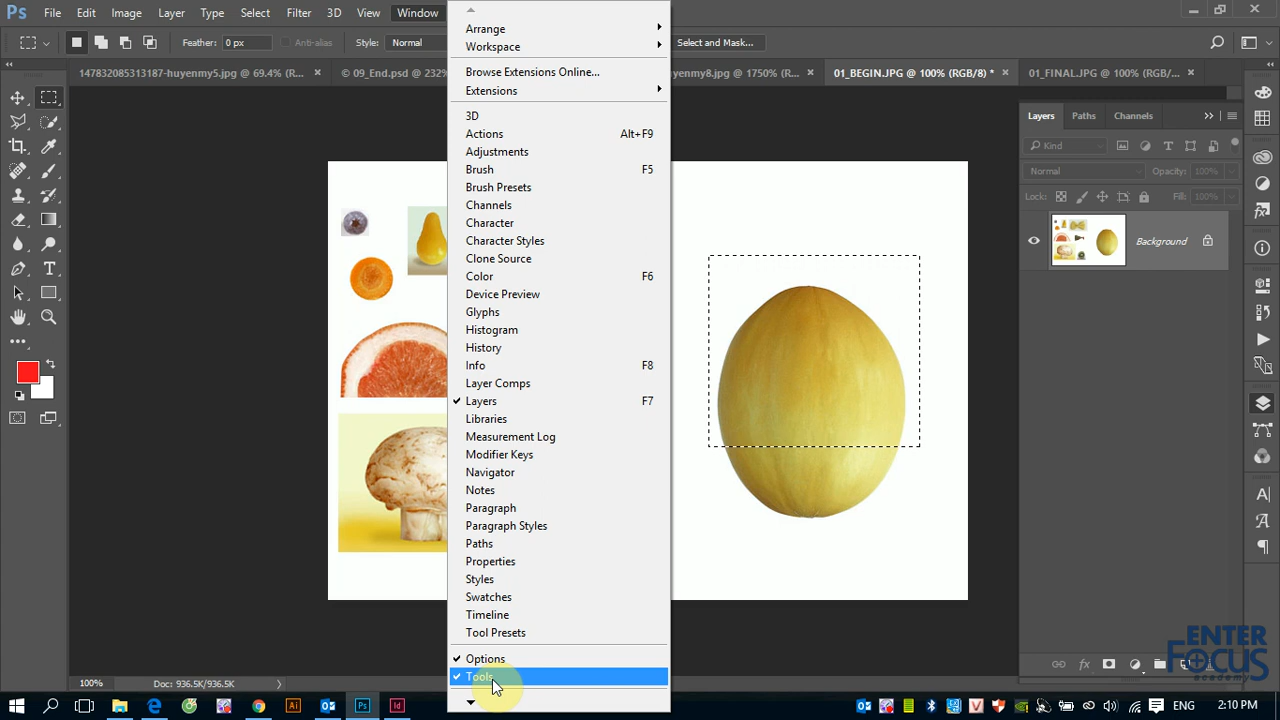 Ps File Edit Image Layer Type Select Filter 3D View Window
Feather: 0 px Anti-alias Style: Normal Select and Mask...
147832085313187-huyenmy5.jpg @ 69.4% (R... × © 09_End.psd @ 232% yenmy8.jpg @ 1750% (R... × 01_BEGIN.JPG @ 100% (RGB/8) * × 01_FINAL.JPG @ 100% (RGB/... ×
Arrange
Workspace
Browse Extensions Online...
Extensions
3D
Actions Alt+F9
Adjustments
Brush F5
Brush Presets
Channels
Character
Character Styles
Clone Source
Color F6
Device Preview
Glyphs
Histogram
History
Info F8
Layer Comps
Layers F7
Libraries
Measurement Log
Modifier Keys
Navigator
Notes
Paragraph
Paragraph Styles
Paths
Properties
Styles
Swatches
Timeline
Tool Presets
Options
Tools
Layers Paths Channels
Kind
Normal Opacity: 100%
Lock: Fill: 100%
Background
ENTER
FOCUS
academy
100% Doc: 936.5K/936.5K
ENG 2:10 PM